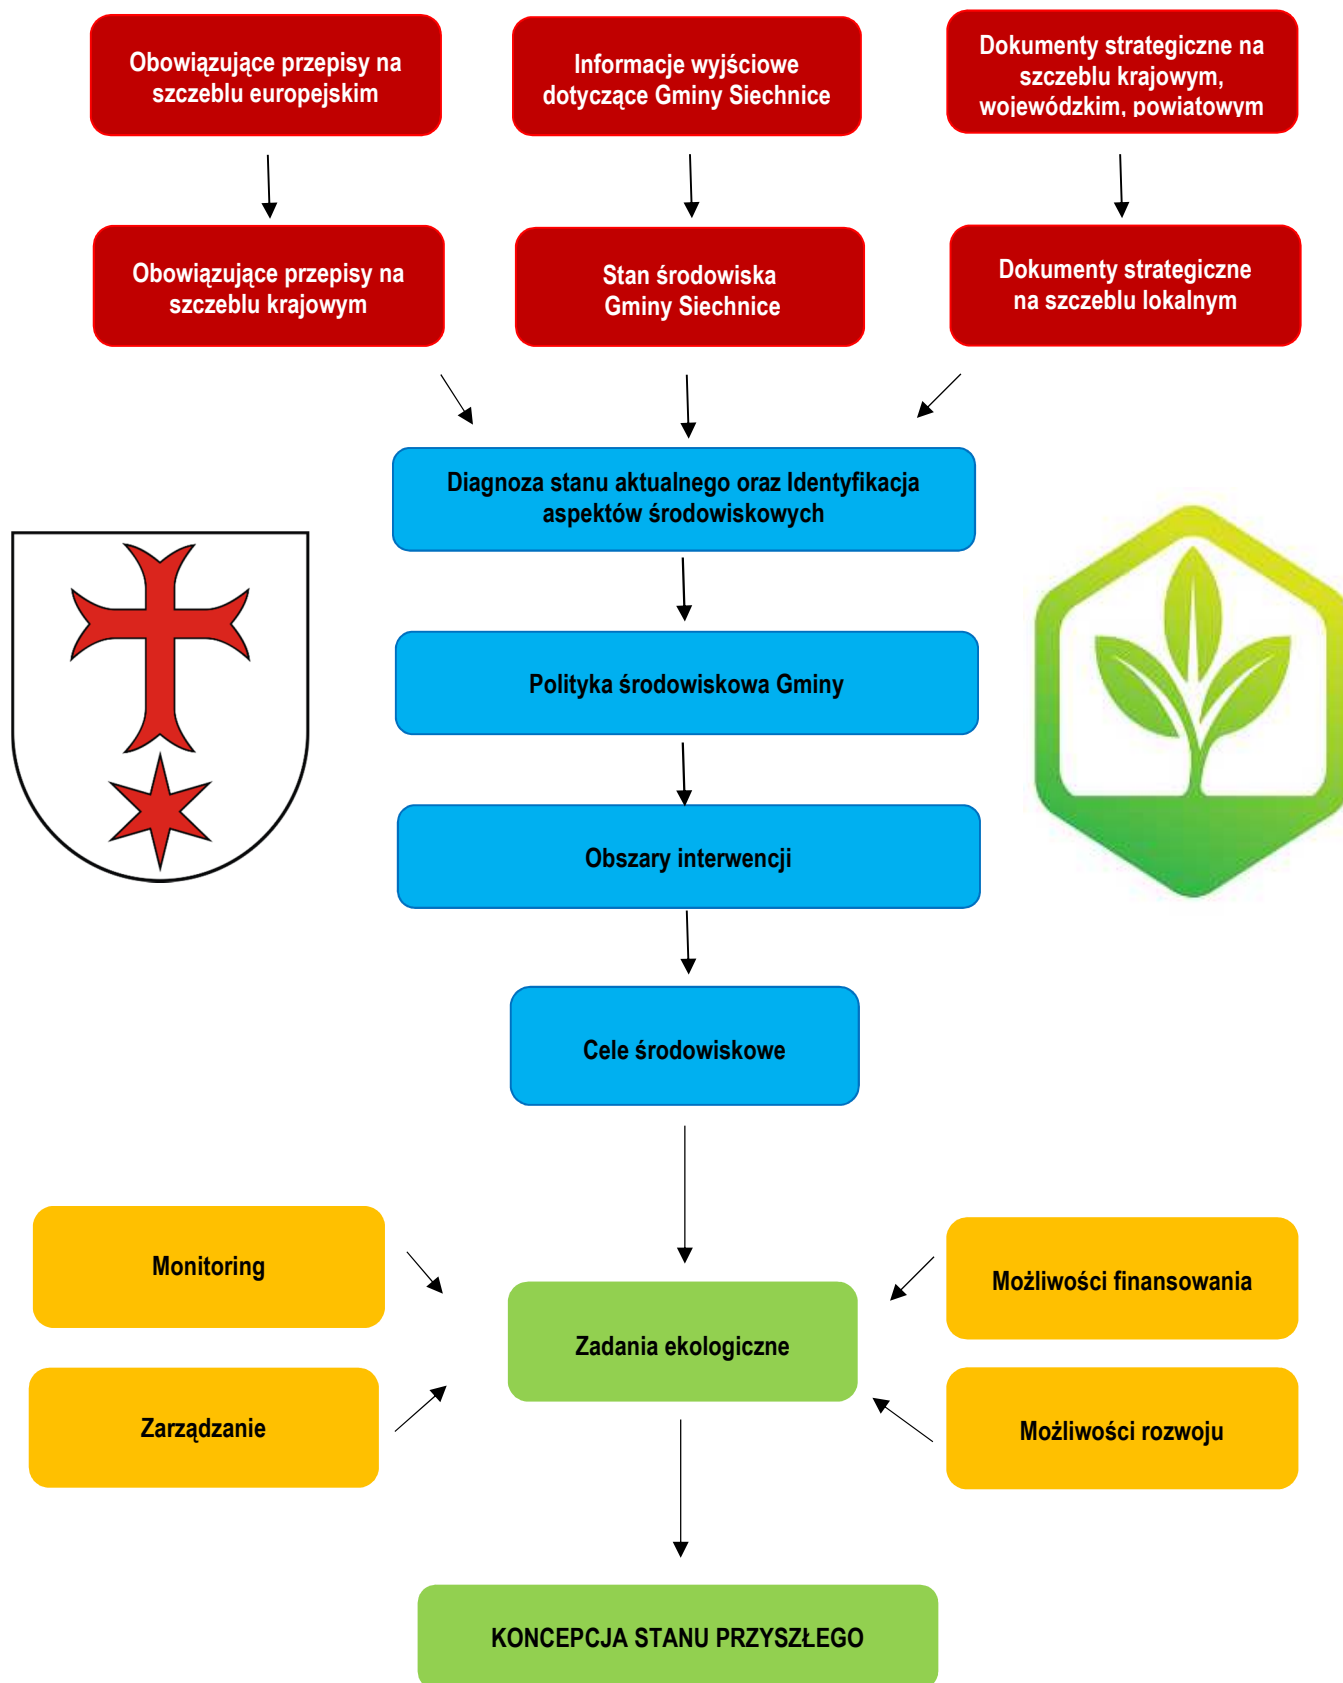 Obowiązujące przepisy na
szczeblu europejskim
Informacje wyjściowe
dotyczące Gminy Siechnice
Dokumenty strategiczne na
szczeblu krajowym,
wojewódzkim, powiatowym
Obowiązujące przepisy na
szczeblu krajowym
Stan środowiska
Gminy Siechnice
Dokumenty strategiczne
na szczeblu lokalnym
Diagnoza stanu aktualnego oraz Identyfikacja
aspektów środowiskowych
Polityka środowiskowa Gminy
Obszary interwencji
Cele środowiskowe
Monitoring
Możliwości finansowania
Zadania ekologiczne
Zarządzanie
Możliwości rozwoju
KONCEPCJA STANU PRZYSZŁEGO